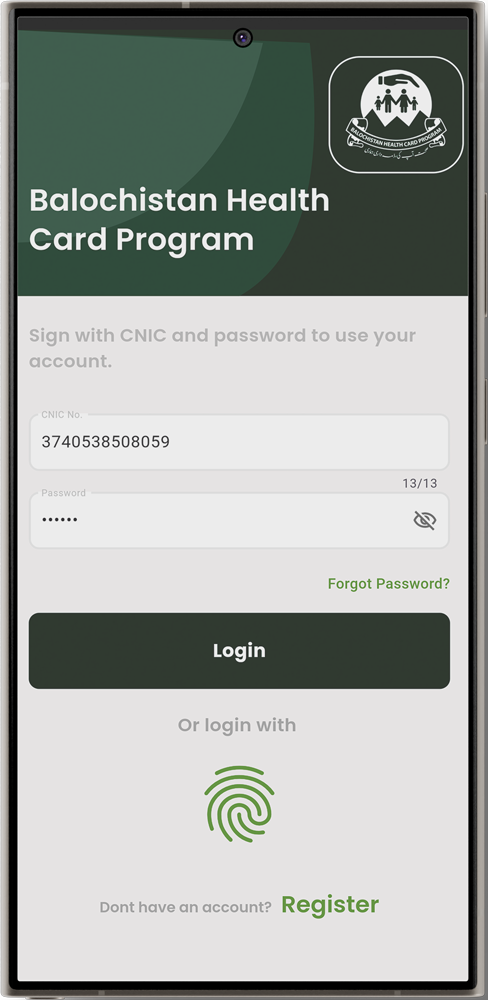 BALOCHISTAN HEALTH CARD PROGRAM
Balochistan Health
Card Program
Sign with CNIC and password to use your
account.
CNIC No.
3740538508059
13/13
Password
••••••
Forgot Password?
Login
Or login with
Dont have an account? Register